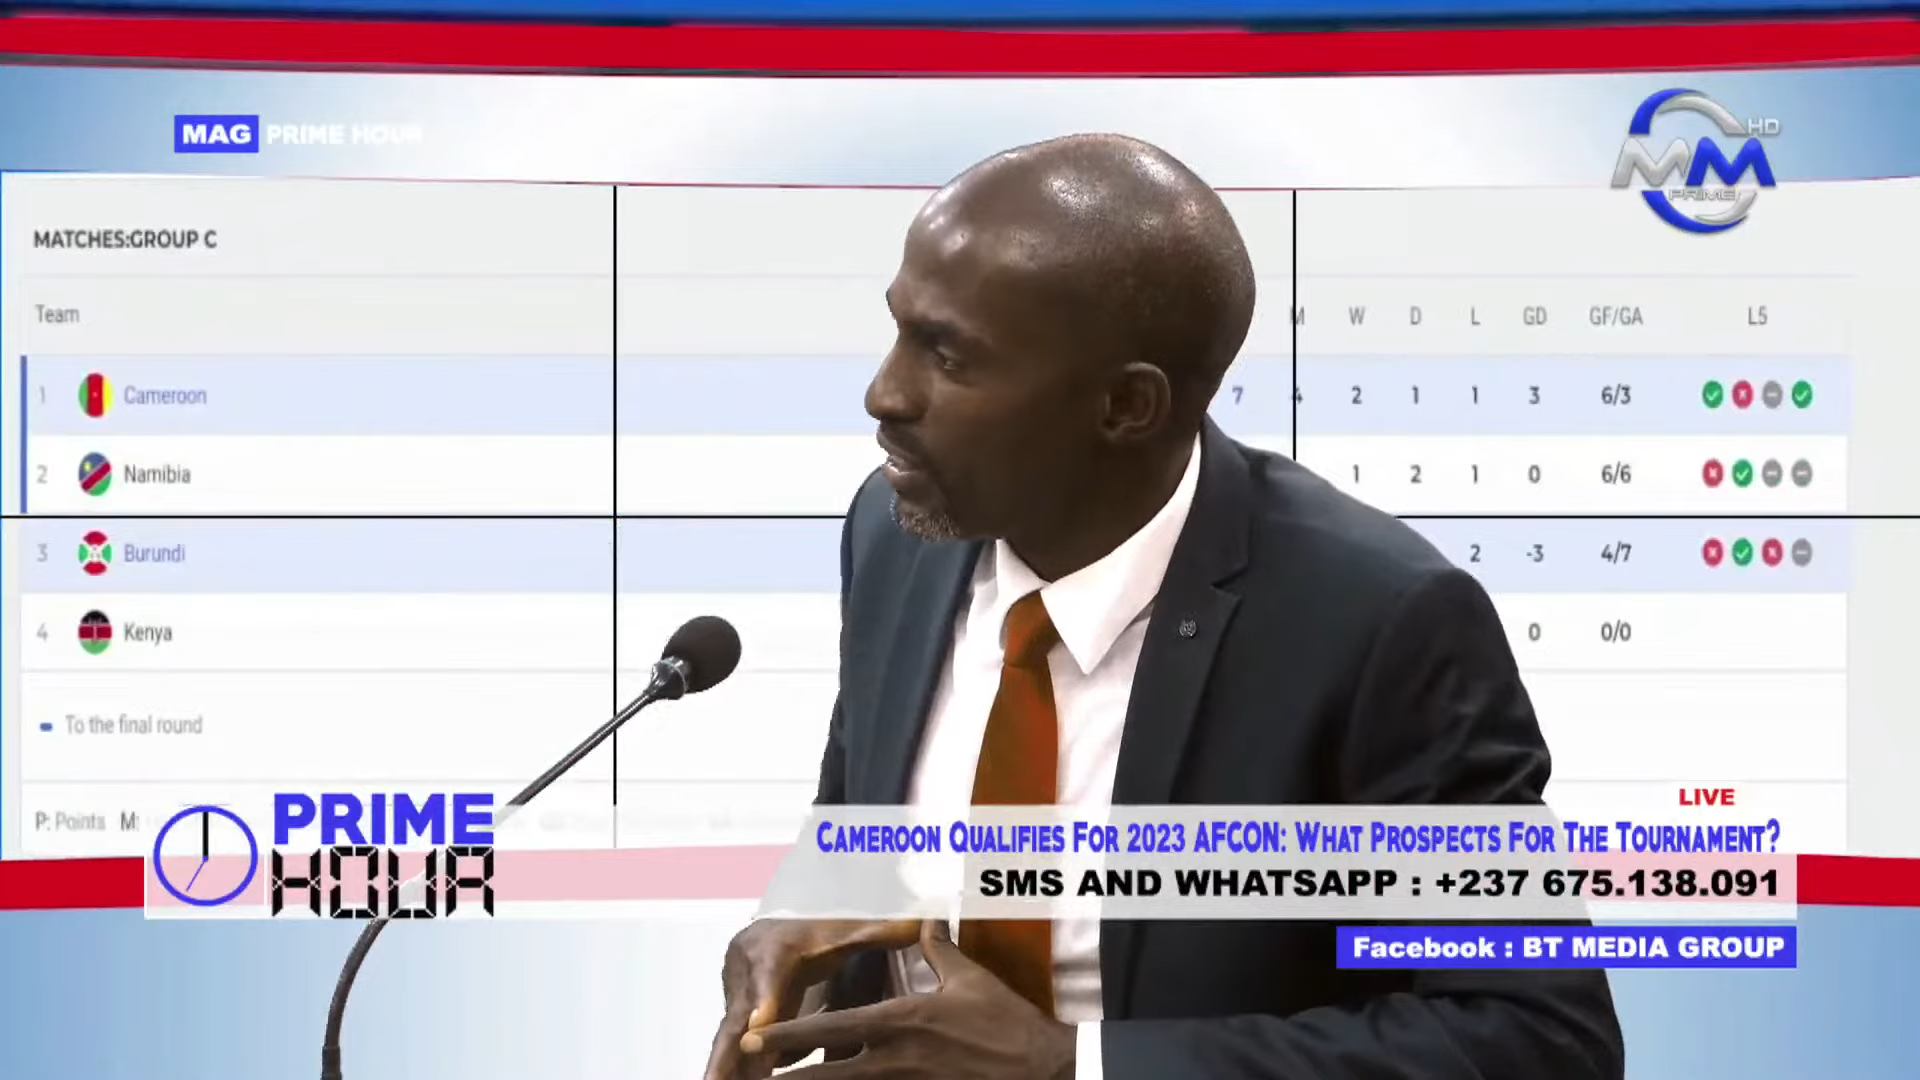 MAG PRIME HOUR
HD
MM
PRIME
MATCHES:GROUP C
Team M W D L GD GF/GA L5
1 Cameroon 7 4 2 1 1 3 6/3
2 Namibia 1 2 1 0 6/6
3 Burundi 2 -3 4/7
4 Kenya 0 0/0
To the final round
P: Points M:
PRIME
HOUR
LIVE
CAMEROON QUALIFIES FOR 2023 AFCON: WHAT PROSPECTS FOR THE TOURNAMENT?
SMS AND WHATSAPP : +237 675.138.091
Facebook : BT MEDIA GROUP